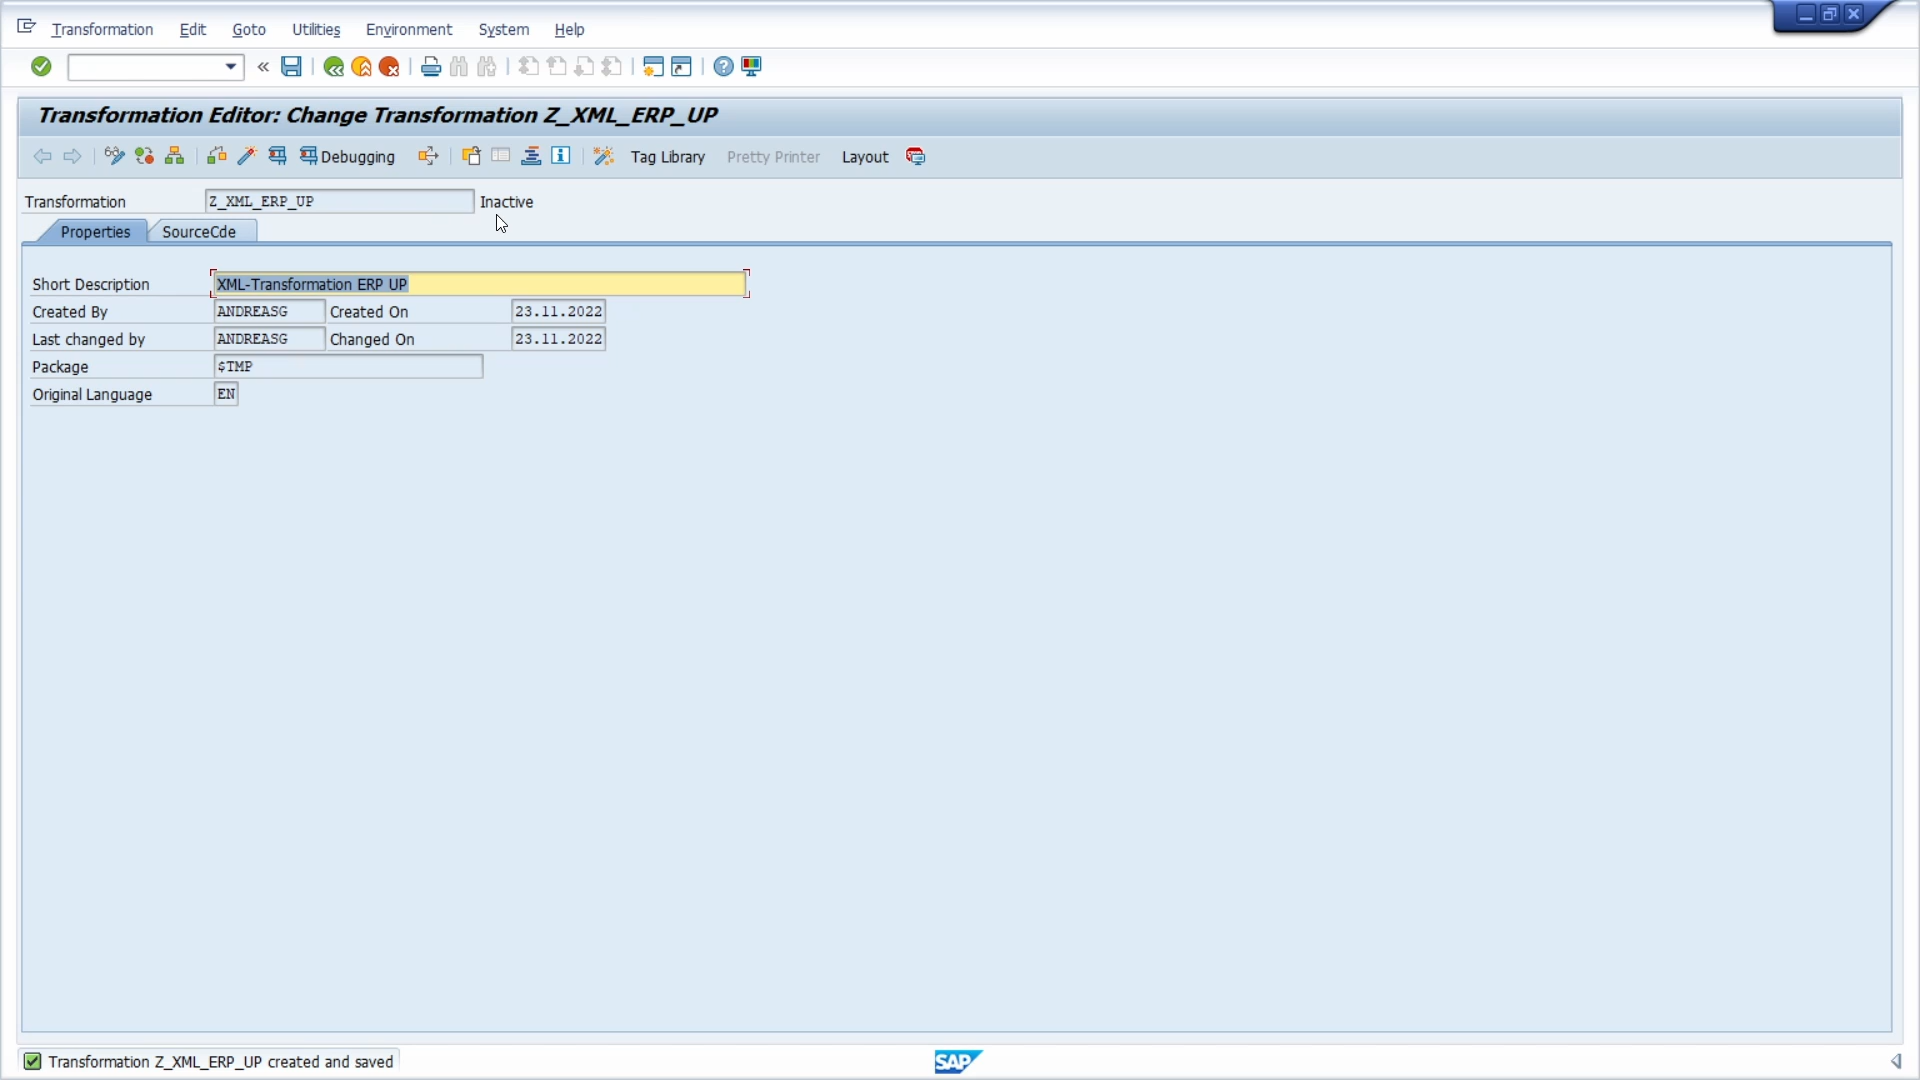 Transformation Edit Goto Utilities Environment System Help
Transformation Editor: Change Transformation Z_XML_ERP_UP
Debugging Tag Library Pretty Printer Layout
Transformation Z_XML_ERP_UP Inactive
Properties SourceCde
Short Description XML-Transformation ERP UP
Created By ANDREASG Created On 23.11.2022
Last changed by ANDREASG Changed On 23.11.2022
Package $TMP
Original Language EN
Transformation Z_XML_ERP_UP created and saved
SAP